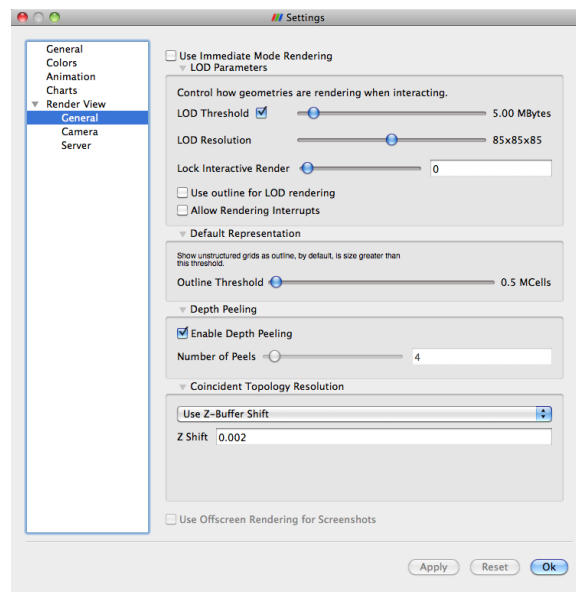 Settings
General
Colors
Animation
Charts
Render View
General
Camera
Server
Use Immediate Mode Rendering
LOD Parameters
Control how geometries are rendering when interacting.
LOD Threshold 5.00 MBytes
LOD Resolution 85x85x85
Lock Interactive Render 0
Use outline for LOD rendering
Allow Rendering Interrupts
Default Representation
Show unstructured grids as outline, by default, is size greater than
this threshold.
Outline Threshold 0.5 MCells
Depth Peeling
Enable Depth Peeling
Number of Peels 4
Coincident Topology Resolution
Use Z-Buffer Shift
Z Shift 0.002
Use Offscreen Rendering for Screenshots
Apply Reset Ok